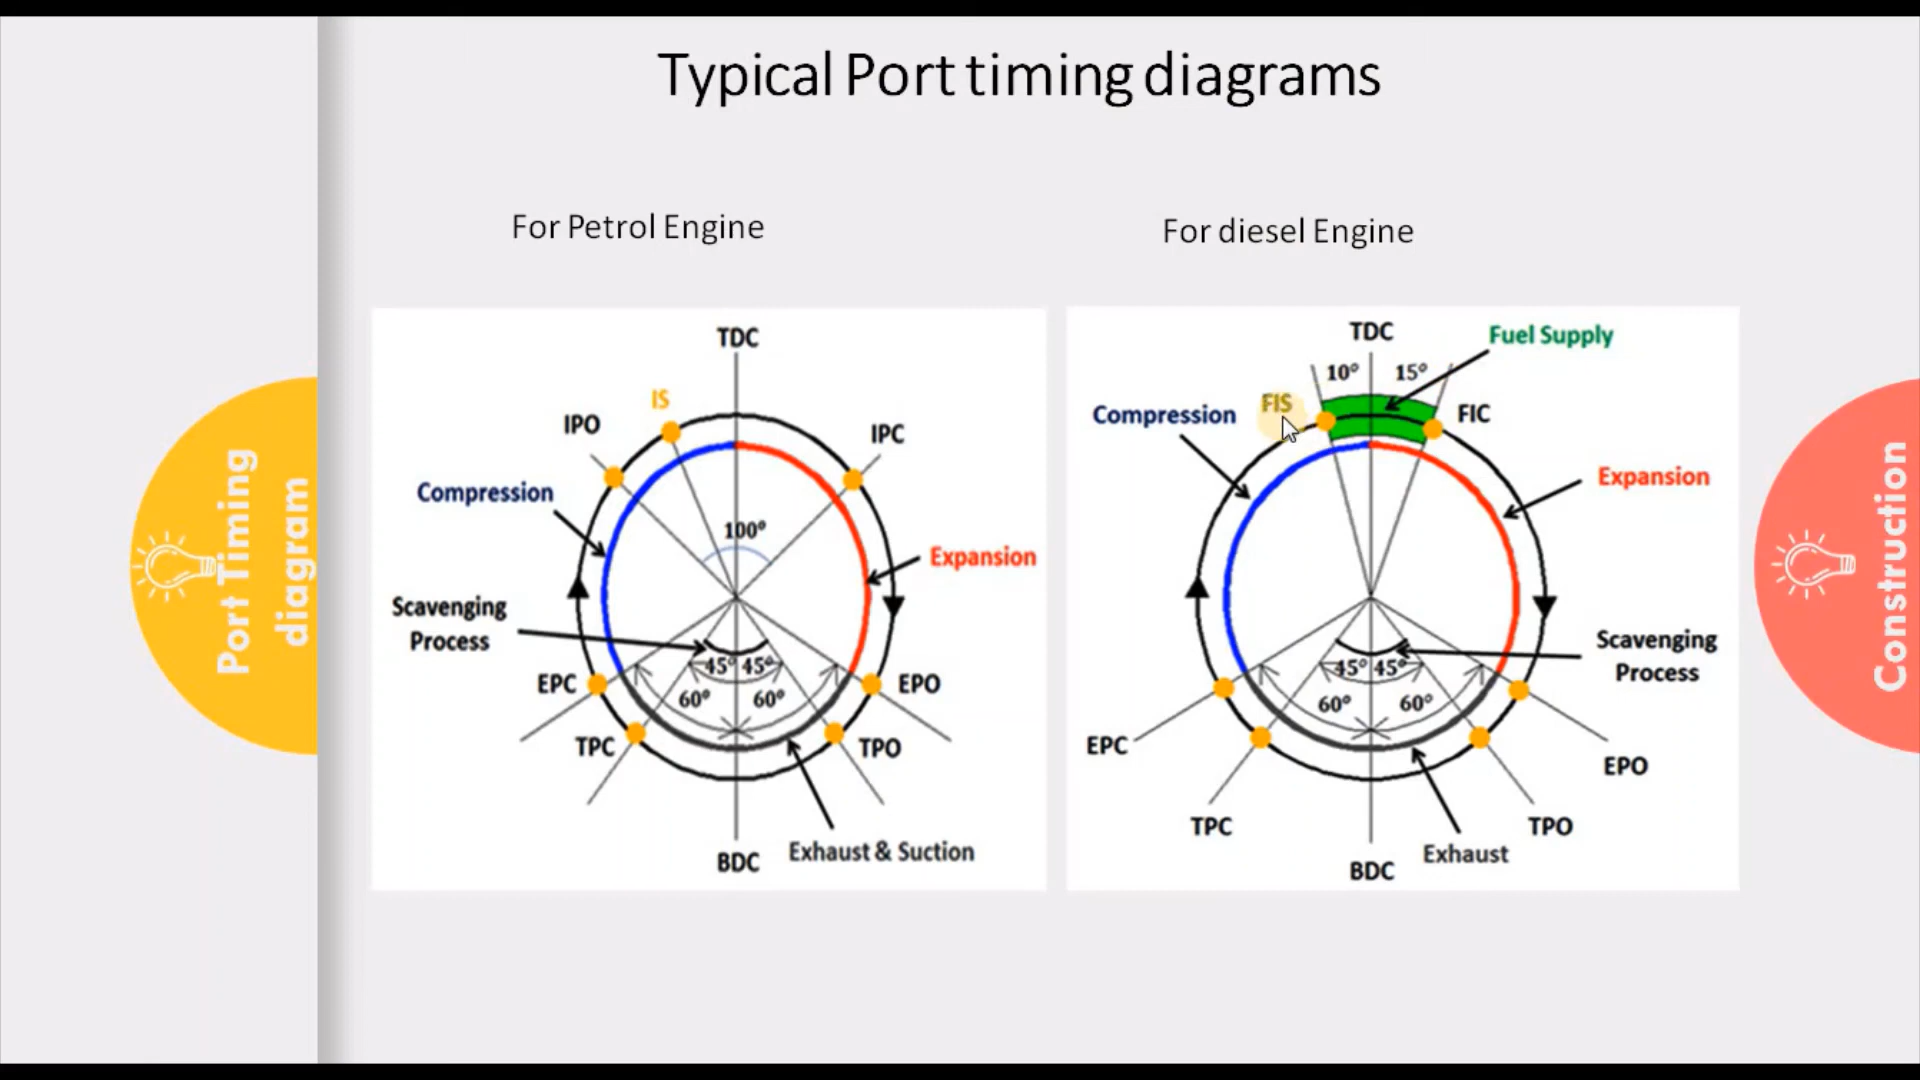 Typical Port timing diagrams
For Petrol Engine
For diesel Engine
Port Timing
diagram
TDC
IS
IPO
IPC
Compression
100°
Expansion
Scavenging
Process
45° 45°
60° 60°
EPC
EPO
TPC
TPO
BDC
Exhaust & Suction
TDC
Fuel Supply
10° 15°
FIS
FIC
Compression
Expansion
Scavenging
Process
45° 45°
60° 60°
EPC
EPO
TPC
TPO
BDC
Exhaust
Construction